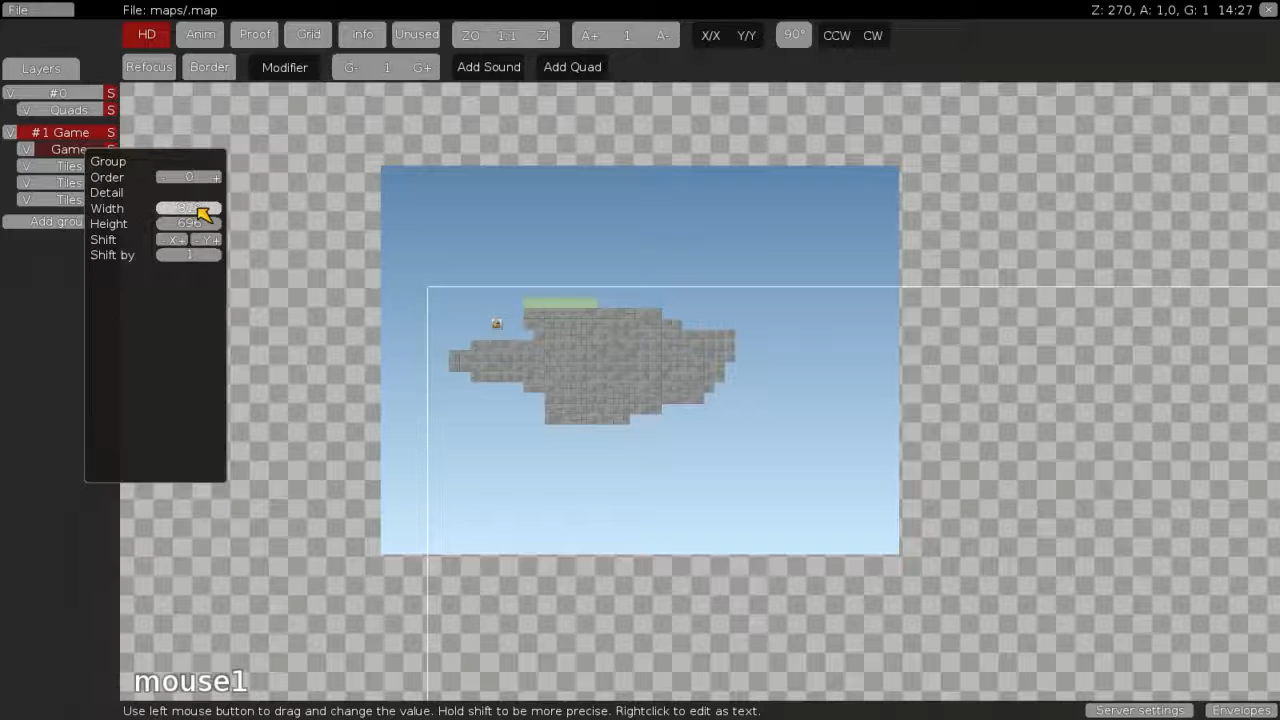 File
File: maps/.map
Z: 270, A: 1,0, G: 1 14:27
HD Anim Proof Grid Info Unused ZO 1:1 ZI A+ 1 A- X/X Y/Y 90° CCW CW
Layers
Refocus Border Modifier G- 1 G+ Add Sound Add Quad
V #0 S
V Quads S
V #1 Game S
V Game S
V Tiles
V Tiles
V Tiles
Add grou
Group
Order - 0 +
Detail
Width
Height 696
Shift - X + - Y +
Shift by 1
mouse1
Use left mouse button to drag and change the value. Hold shift to be more precise. Rightclick to edit as text.
Server settings
Envelopes